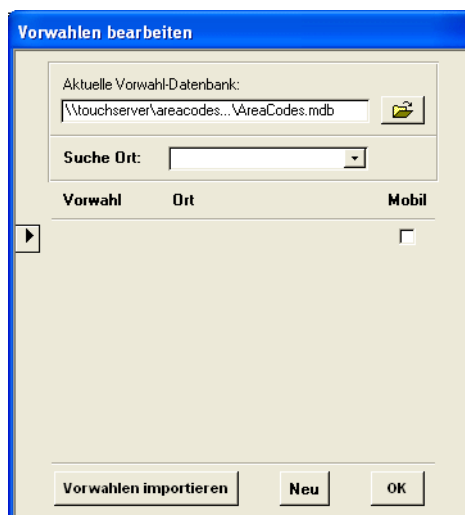 Vorwahlen bearbeiten
Aktuelle Vorwahl-Datenbank:
\\touchserver\areacodes...\AreaCodes.mdb
Suche Ort:
Vorwahl Ort Mobil
Vorwahlen importieren Neu OK